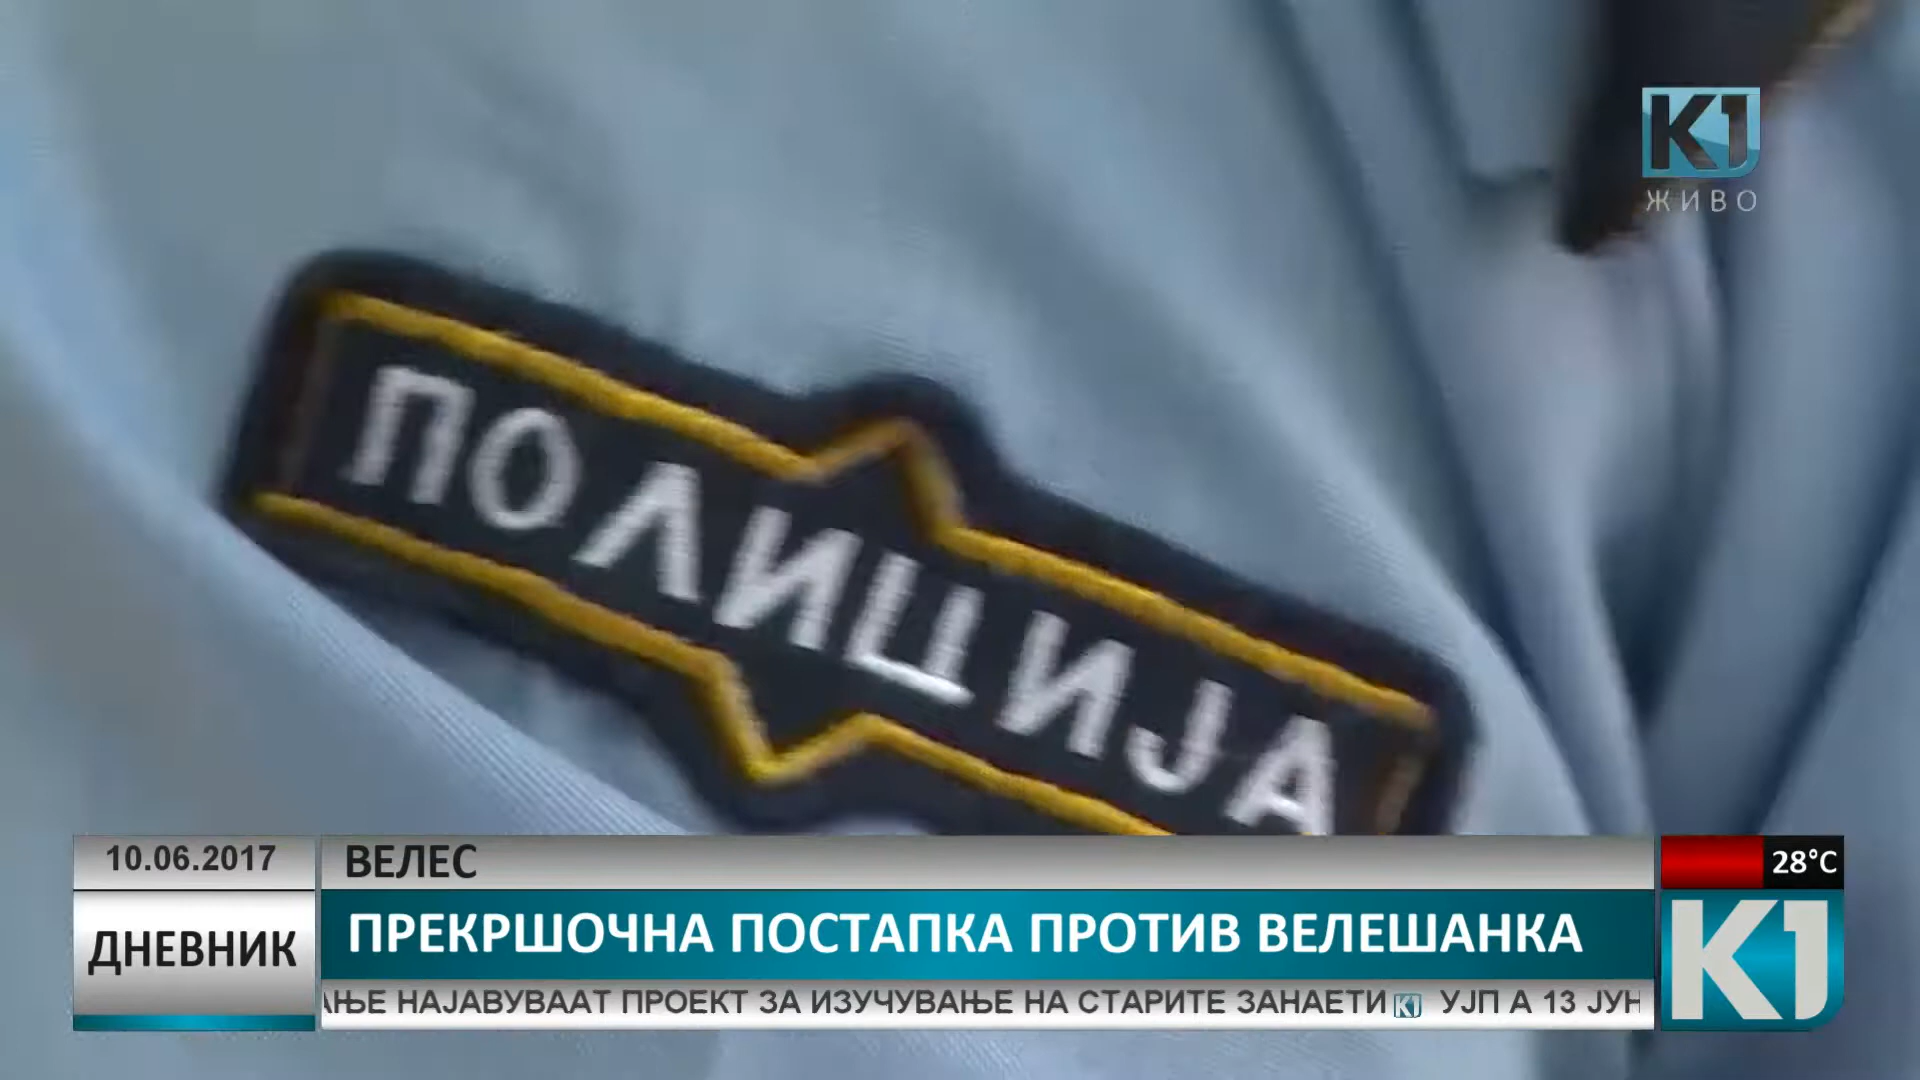 K1
ЖИВО
ПОЛИЦИЈА
10.06.2017
ВЕЛЕС
28°C
ДНЕВНИК
ПРЕКРШОЧНА ПОСТАПКА ПРОТИВ ВЕЛЕШАНКА
K1
НАЈАВУВААТ ПРОЕКТ ЗА ИЗУЧУВАЊЕ НА СТАРИТЕ ЗАНАЕТИ K1 УЈП А 13